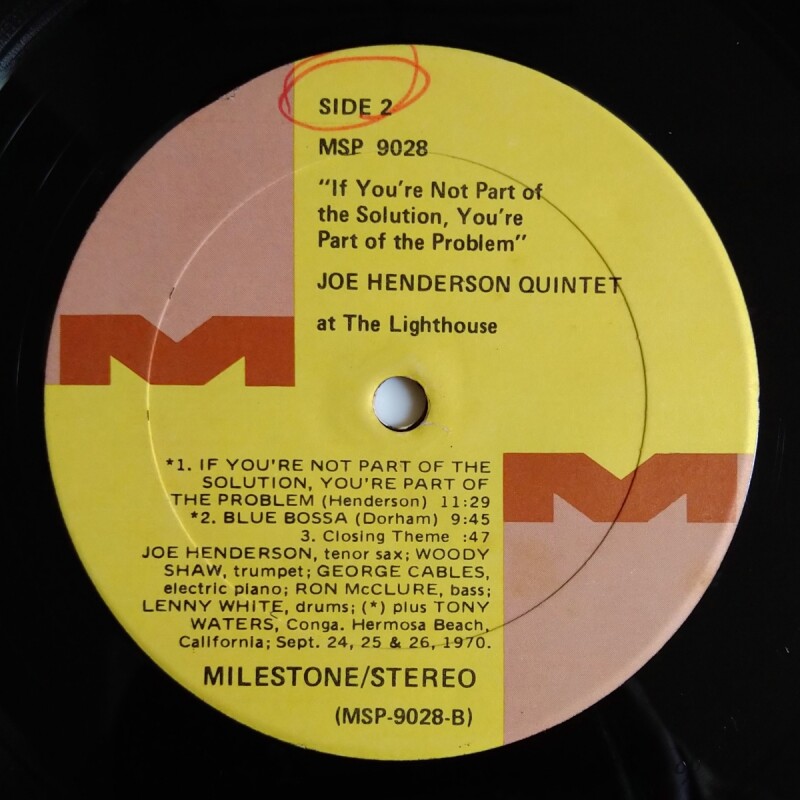 SIDE 2
MSP 9028
"If You're Not Part of
the Solution, You're
Part of the Problem"
JOE HENDERSON QUINTET
at The Lighthouse
M
M
*1. IF YOU'RE NOT PART OF THE
SOLUTION, YOU'RE PART OF
THE PROBLEM (Henderson) 11:29
*2. BLUE BOSSA (Dorham) 9:45
3. Closing Theme :47
JOE HENDERSON, tenor sax; WOODY
SHAW, trumpet; GEORGE CABLES,
electric piano; RON McCLURE, bass;
LENNY WHITE, drums; (*) plus TONY
WATERS, Conga. Hermosa Beach,
California; Sept. 24, 25 & 26, 1970.
MILESTONE/STEREO
(MSP-9028-B)